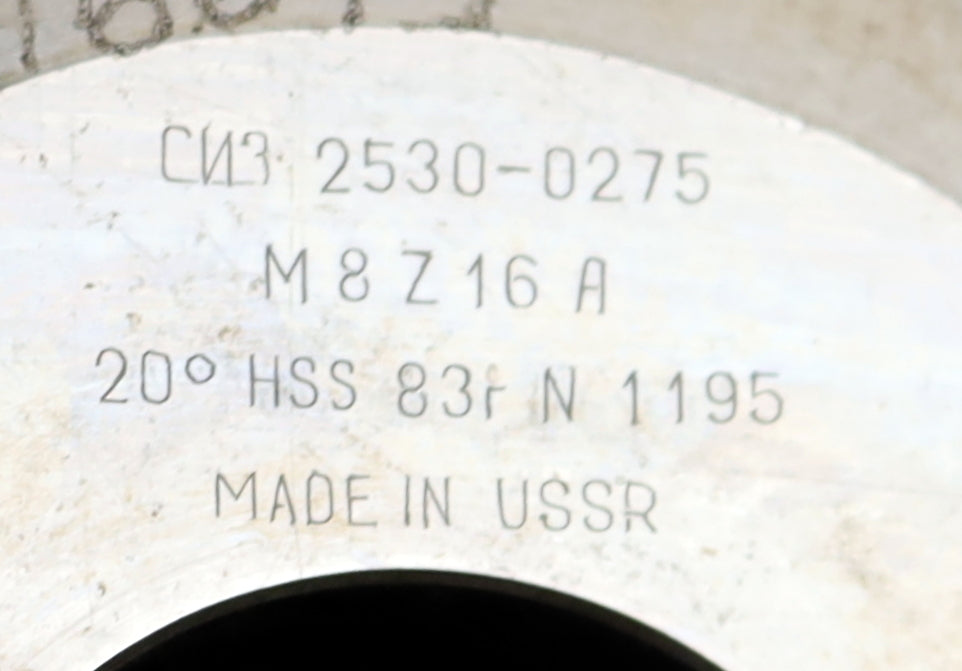 СИЗ 2530-0275
M 8 Z 16 A
20° HSS 83г N 1195
MADE IN USSR